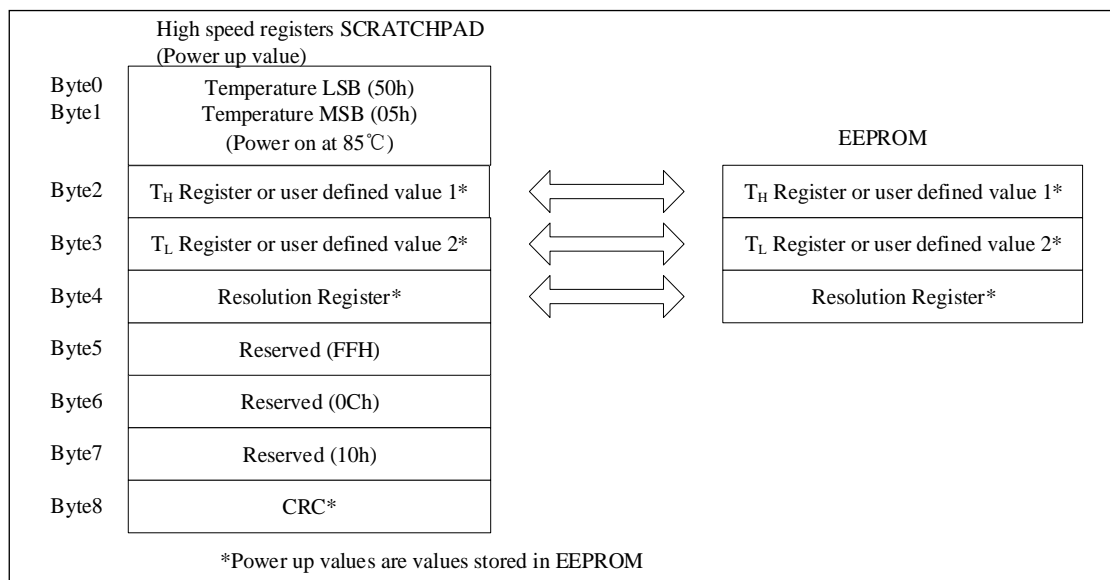 High speed registers SCRATCHPAD
(Power up value)
Byte0
Temperature LSB (50h)
Byte1
Temperature MSB (05h)
(Power on at 85℃)
EEPROM
Byte2
T_H Register or user defined value 1*
T_H Register or user defined value 1*
Byte3
T_L Register or user defined value 2*
T_L Register or user defined value 2*
Byte4
Resolution Register*
Resolution Register*
Byte5
Reserved (FFH)
Byte6
Reserved (0Ch)
Byte7
Reserved (10h)
Byte8
CRC*
*Power up values are values stored in EEPROM